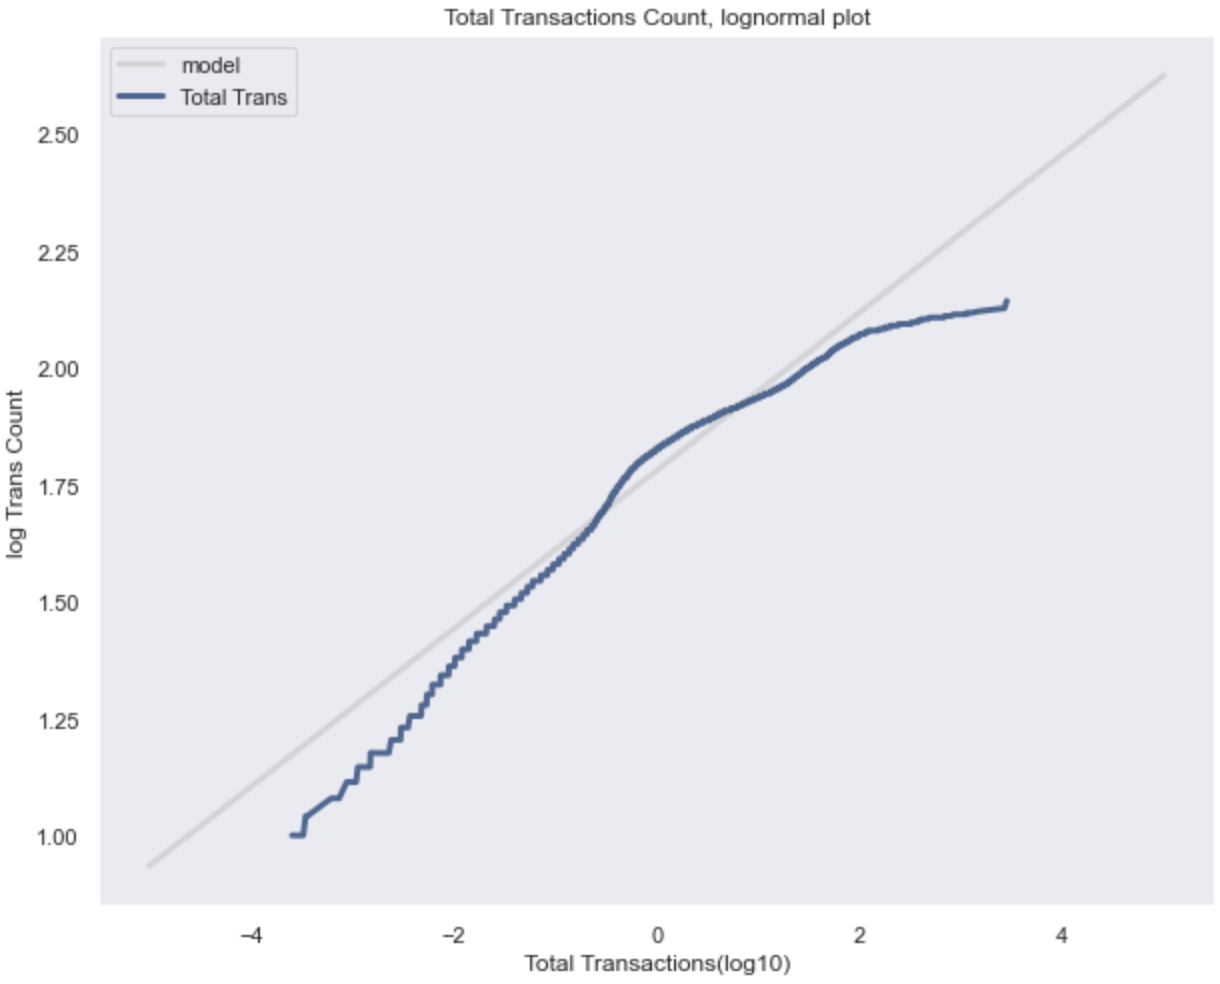 Total Transactions Count, lognormal plot
model
Total Trans
2.50
2.25
2.00
1.75
1.50
1.25
1.00
log Trans Count
−4 −2 0 2 4
Total Transactions(log10)